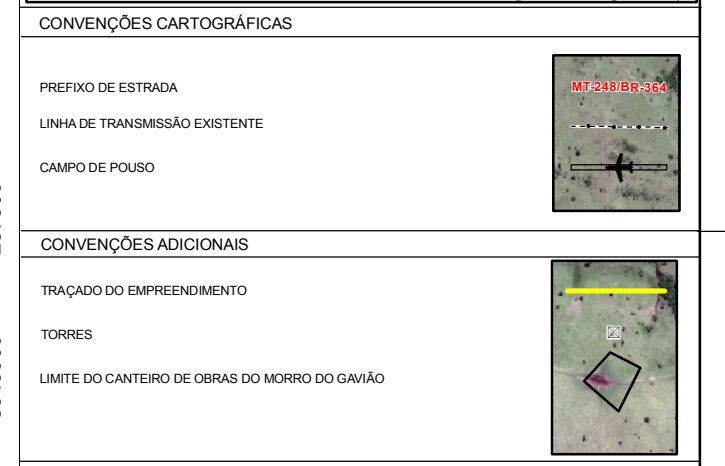 CONVENÇÕES CARTOGRÁFICAS
PREFIXO DE ESTRADA
MT-248/BR-364
LINHA DE TRANSMISSÃO EXISTENTE
CAMPO DE POUSO
CONVENÇÕES ADICIONAIS
TRAÇADO DO EMPREENDIMENTO
TORRES
LIMITE DO CANTEIRO DE OBRAS DO MORRO DO GAVIÃO